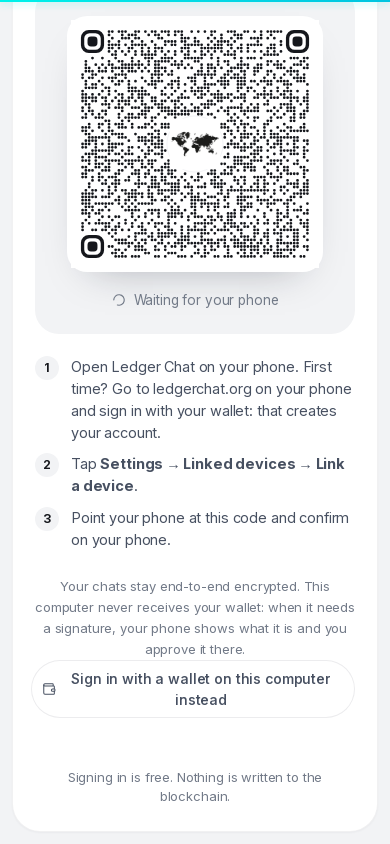 Waiting for your phone
1 Open Ledger Chat on your phone. First
time? Go to ledgerchat.org on your phone
and sign in with your wallet: that creates
your account.
2 Tap Settings → Linked devices → Link
a device.
3 Point your phone at this code and confirm
on your phone.
Your chats stay end-to-end encrypted. This
computer never receives your wallet: when it needs
a signature, your phone shows what it is and you
approve it there.
Sign in with a wallet on this computer
instead
Signing in is free. Nothing is written to the
blockchain.